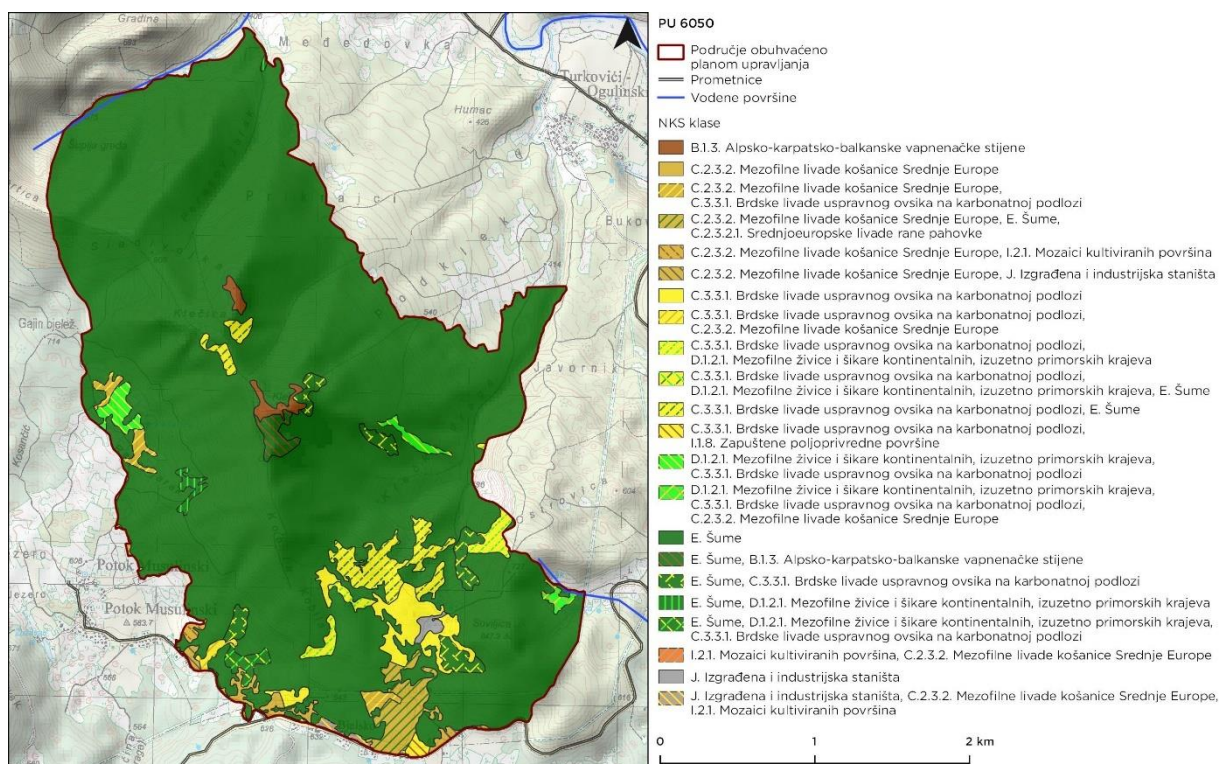 Gradina
Međedovka
Turkovići -
Ogulinski
Humac
426
Prikrajci
Klečica
Gajin bjelež
714
540
Javornik
604
Potok Musulinski
Potok Musulinski
583.7
PU 6050
Područje obuhvaćeno
planom upravljanja
Prometnice
Vodene površine
NKS klase
B.1.3. Alpsko-karpatsko-balkanske vapnenačke stijene
C.2.3.2. Mezofilne livade košanice Srednje Europe
C.2.3.2. Mezofilne livade košanice Srednje Europe,
C.3.3.1. Brdske livade uspravnog ovsika na karbonatnoj podlozi
C.2.3.2. Mezofilne livade košanice Srednje Europe, E. Šume,
C.2.3.2.1. Srednjoeuropske livade rane pahovke
C.2.3.2. Mezofilne livade košanice Srednje Europe, I.2.1. Mozaici kultiviranih površina
C.2.3.2. Mezofilne livade košanice Srednje Europe, J. Izgrađena i industrijska staništa
C.3.3.1. Brdske livade uspravnog ovsika na karbonatnoj podlozi
C.3.3.1. Brdske livade uspravnog ovsika na karbonatnoj podlozi,
C.2.3.2. Mezofilne livade košanice Srednje Europe
C.3.3.1. Brdske livade uspravnog ovsika na karbonatnoj podlozi,
D.1.2.1. Mezofilne živice i šikare kontinentalnih, izuzetno primorskih krajeva
C.3.3.1. Brdske livade uspravnog ovsika na karbonatnoj podlozi,
D.1.2.1. Mezofilne živice i šikare kontinentalnih, izuzetno primorskih krajeva, E. Šume
C.3.3.1. Brdske livade uspravnog ovsika na karbonatnoj podlozi, E. Šume
C.3.3.1. Brdske livade uspravnog ovsika na karbonatnoj podlozi,
I.1.8. Zapuštene poljoprivredne površine
D.1.2.1. Mezofilne živice i šikare kontinentalnih, izuzetno primorskih krajeva,
C.3.3.1. Brdske livade uspravnog ovsika na karbonatnoj podlozi
D.1.2.1. Mezofilne živice i šikare kontinentalnih, izuzetno primorskih krajeva,
C.3.3.1. Brdske livade uspravnog ovsika na karbonatnoj podlozi,
C.2.3.2. Mezofilne livade košanice Srednje Europe
E. Šume
E. Šume, B.1.3. Alpsko-karpatsko-balkanske vapnenačke stijene
E. Šume, C.3.3.1. Brdske livade uspravnog ovsika na karbonatnoj podlozi
E. Šume, D.1.2.1. Mezofilne živice i šikare kontinentalnih, izuzetno primorskih krajeva
E. Šume, D.1.2.1. Mezofilne živice i šikare kontinentalnih, izuzetno primorskih krajeva,
C.3.3.1. Brdske livade uspravnog ovsika na karbonatnoj podlozi
I.2.1. Mozaici kultiviranih površina, C.2.3.2. Mezofilne livade košanice Srednje Europe
J. Izgrađena i industrijska staništa
J. Izgrađena i industrijska staništa, C.2.3.2. Mezofilne livade košanice Srednje Europe,
I.2.1. Mozaici kultiviranih površina
0 1 2 km